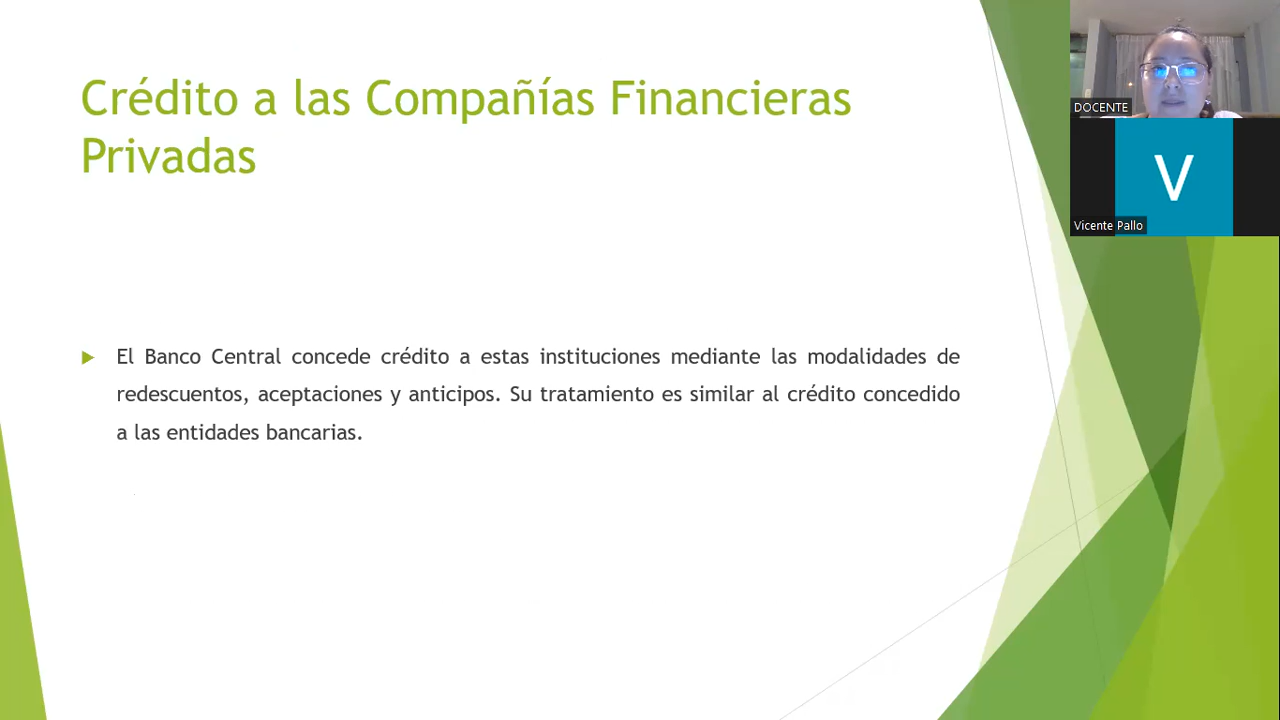 Crédito a las Compañías Financieras
Privadas
El Banco Central concede crédito a estas instituciones mediante las modalidades de
redescuentos, aceptaciones y anticipos. Su tratamiento es similar al crédito concedido
a las entidades bancarias.
DOCENTE
V
Vicente Pallo